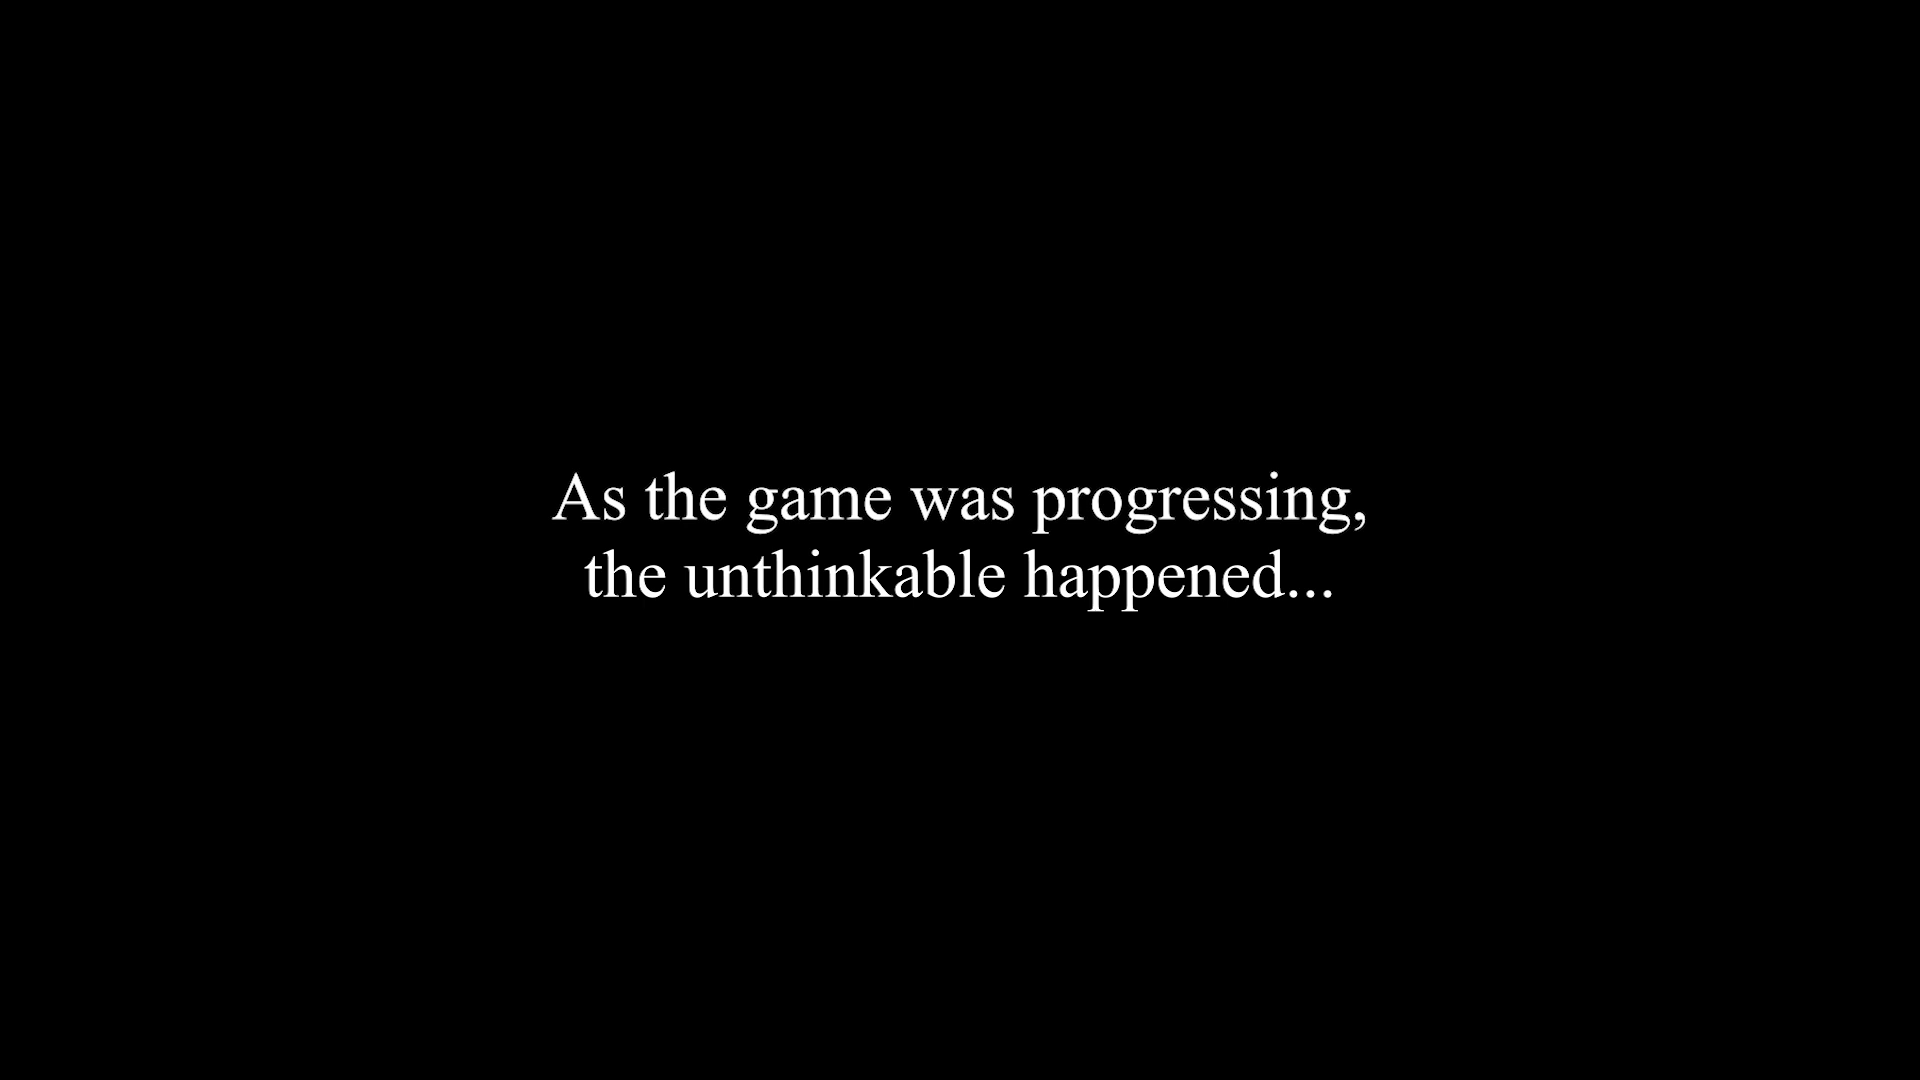 As the game was progressing,
the unthinkable happened...